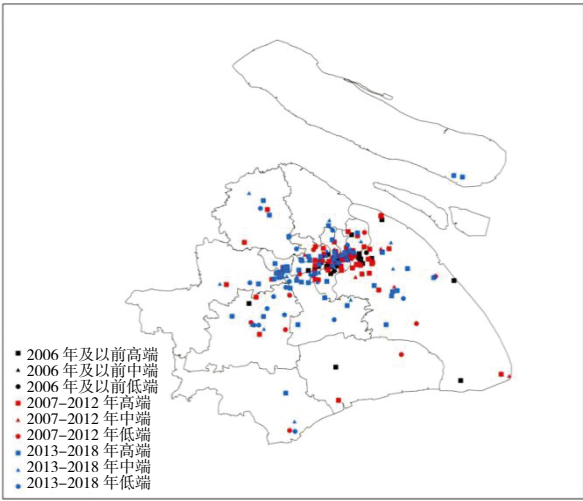 2006 年及以前高端
2006 年及以前中端
2006 年及以前低端
2007-2012 年高端
2007-2012 年中端
2007-2012 年低端
2013-2018 年高端
2013-2018 年中端
2013-2018 年低端